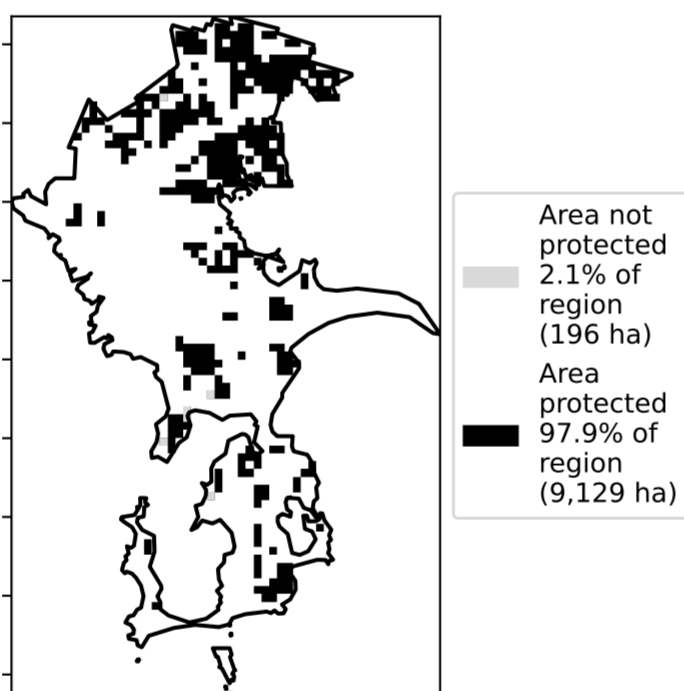 Area not
protected
2.1% of
region
(196 ha)
Area
protected
97.9% of
region
(9,129 ha)